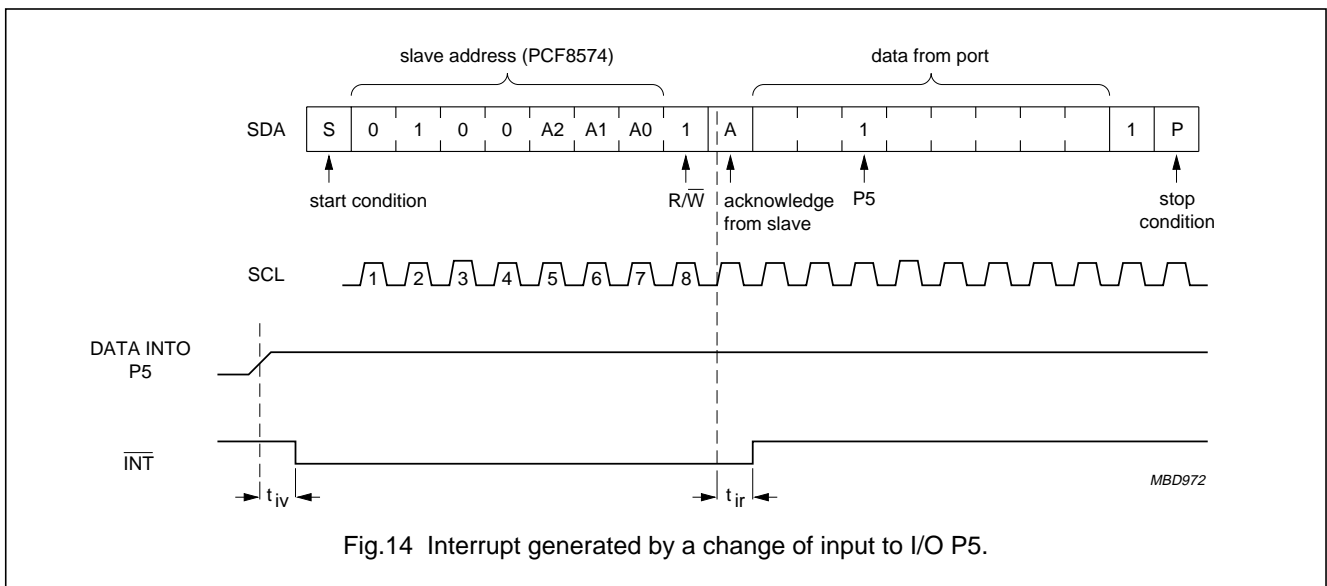 slave address (PCF8574) data from port
SDA S 0 1 0 0 A2 A1 A0 1 A 1 1 P
start condition R/W acknowledge from slave P5 stop condition
SCL 1 2 3 4 5 6 7 8
DATA INTO P5
INT
t iv t ir
MBD972
Fig.14 Interrupt generated by a change of input to I/O P5.